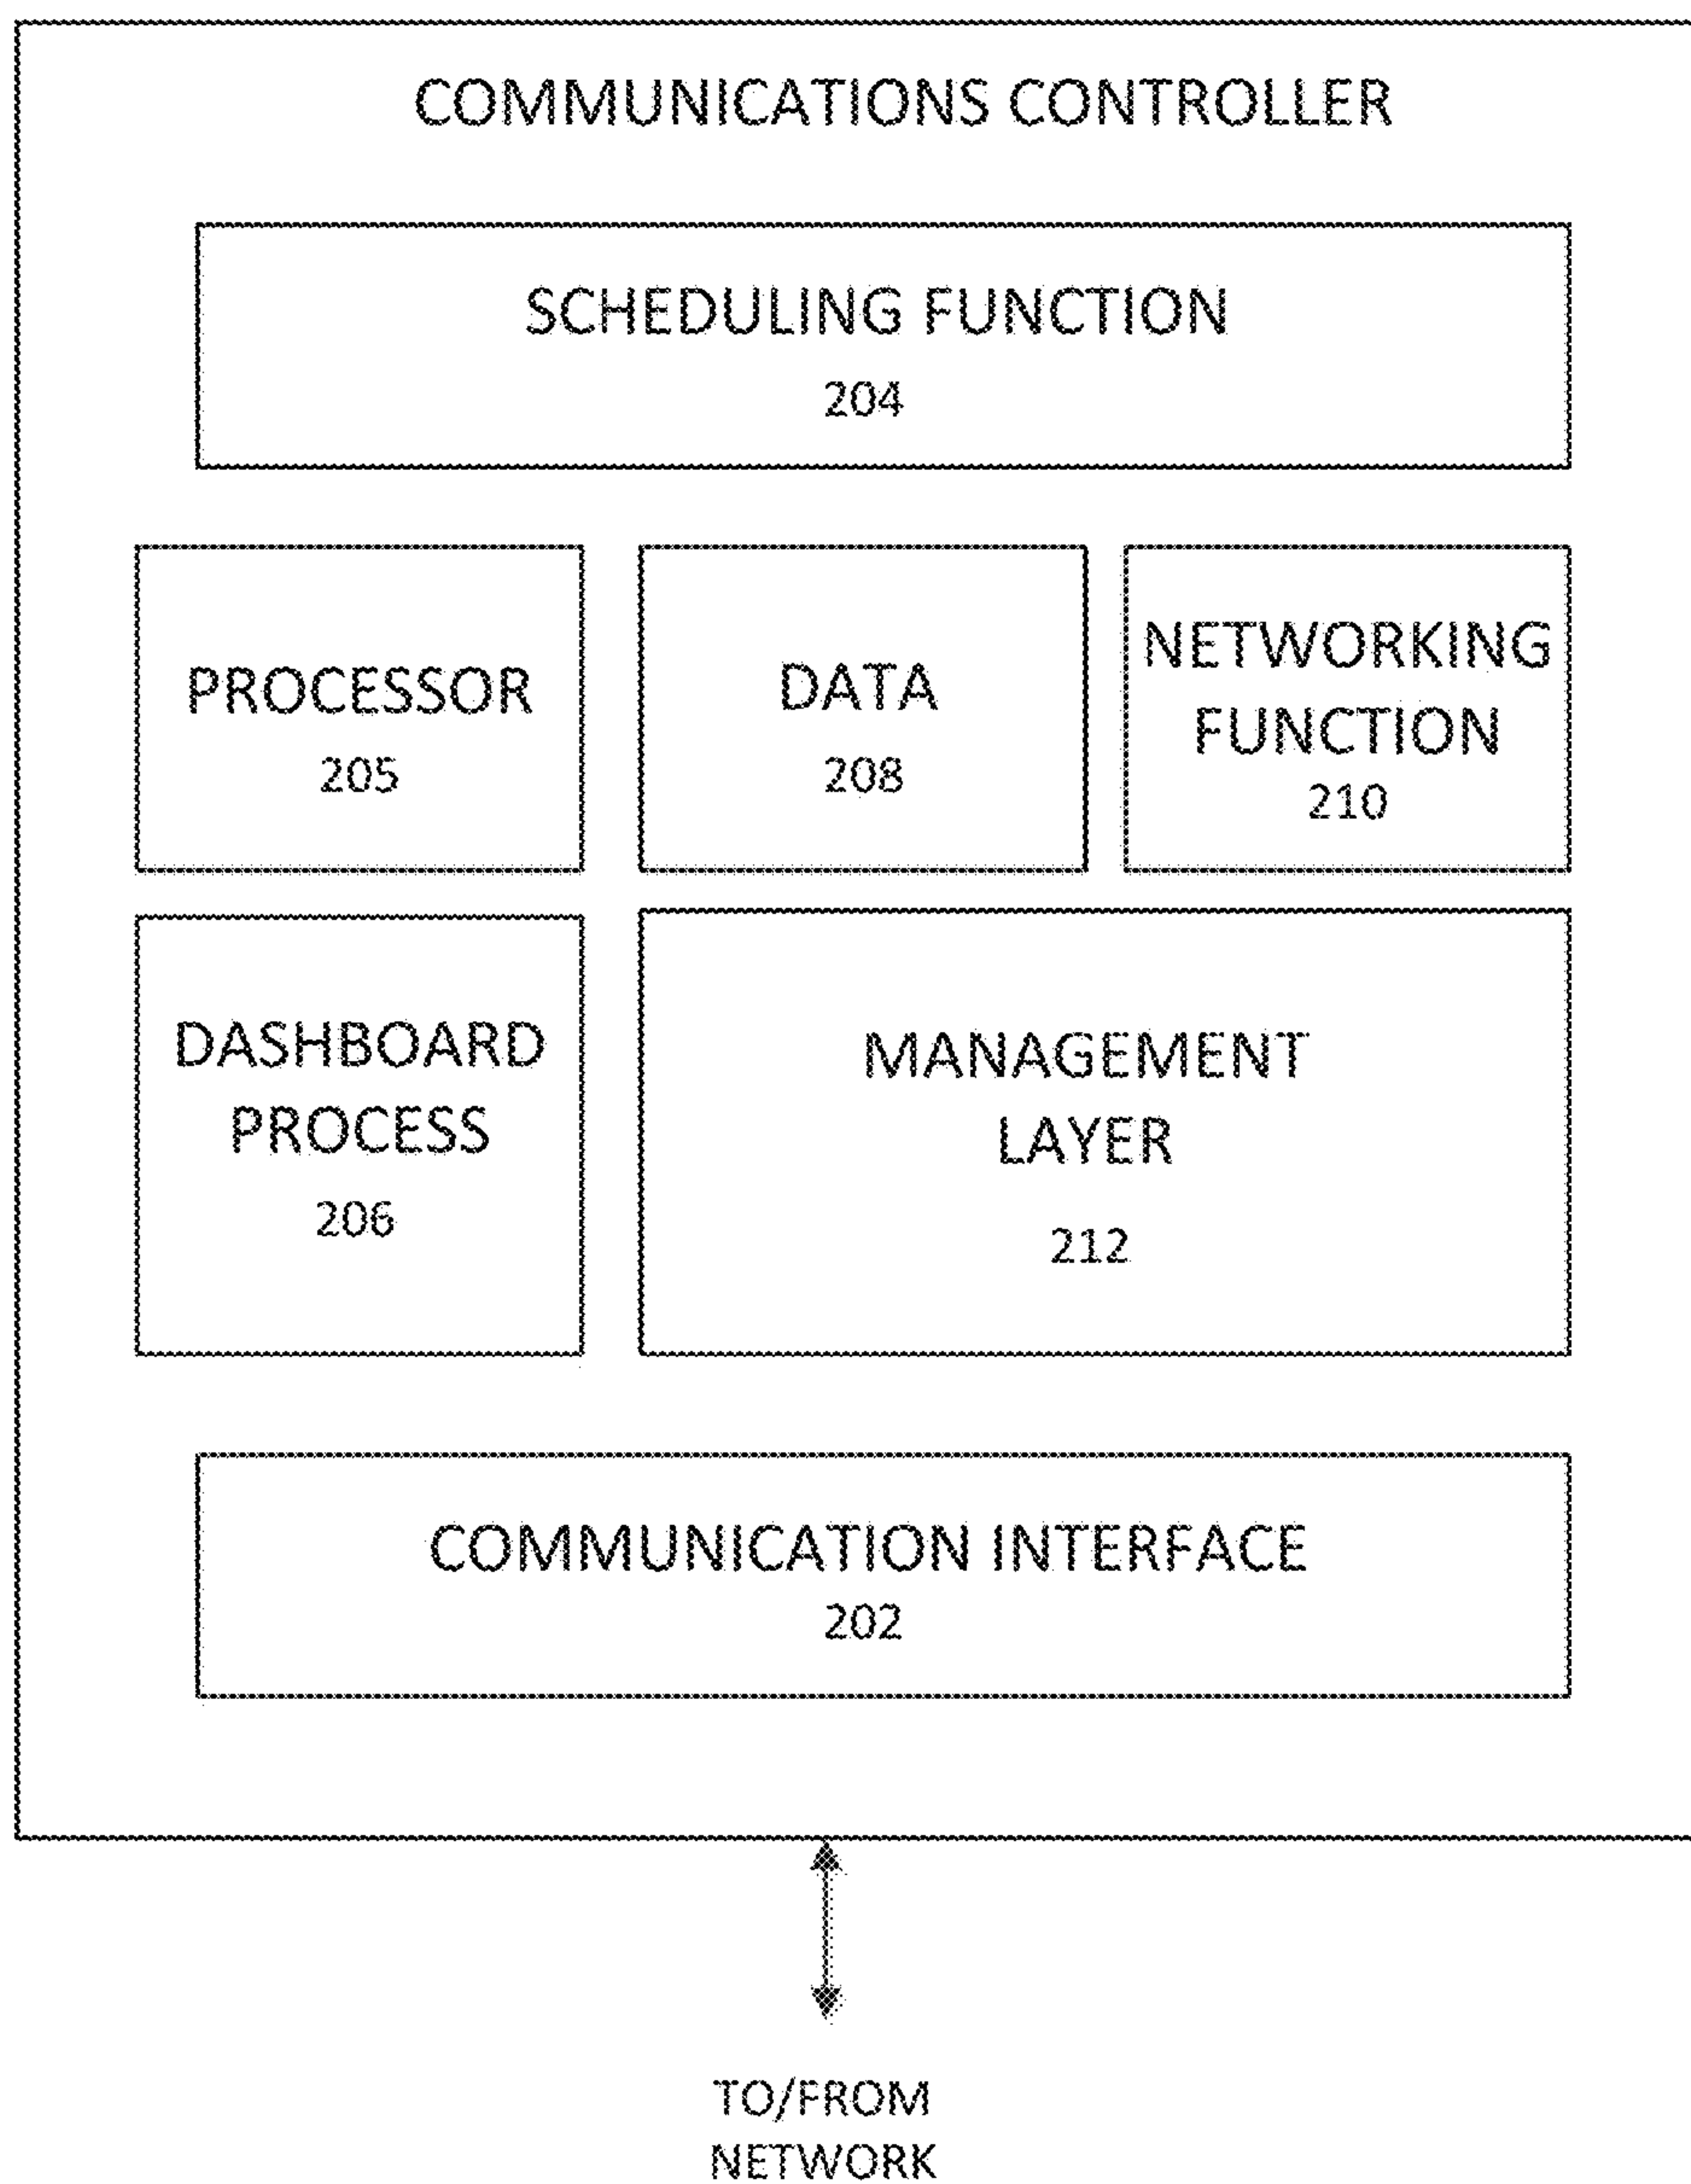 COMMUNICATIONS CONTROLLER
SCHEDULING FUNCTION
204
PROCESSOR
205
DATA
208
NETWORKING
FUNCTION
210
DASHBOARD
PROCESS
206
MANAGEMENT
LAYER
212
COMMUNICATION INTERFACE
202
TO/FROM
NETWORK